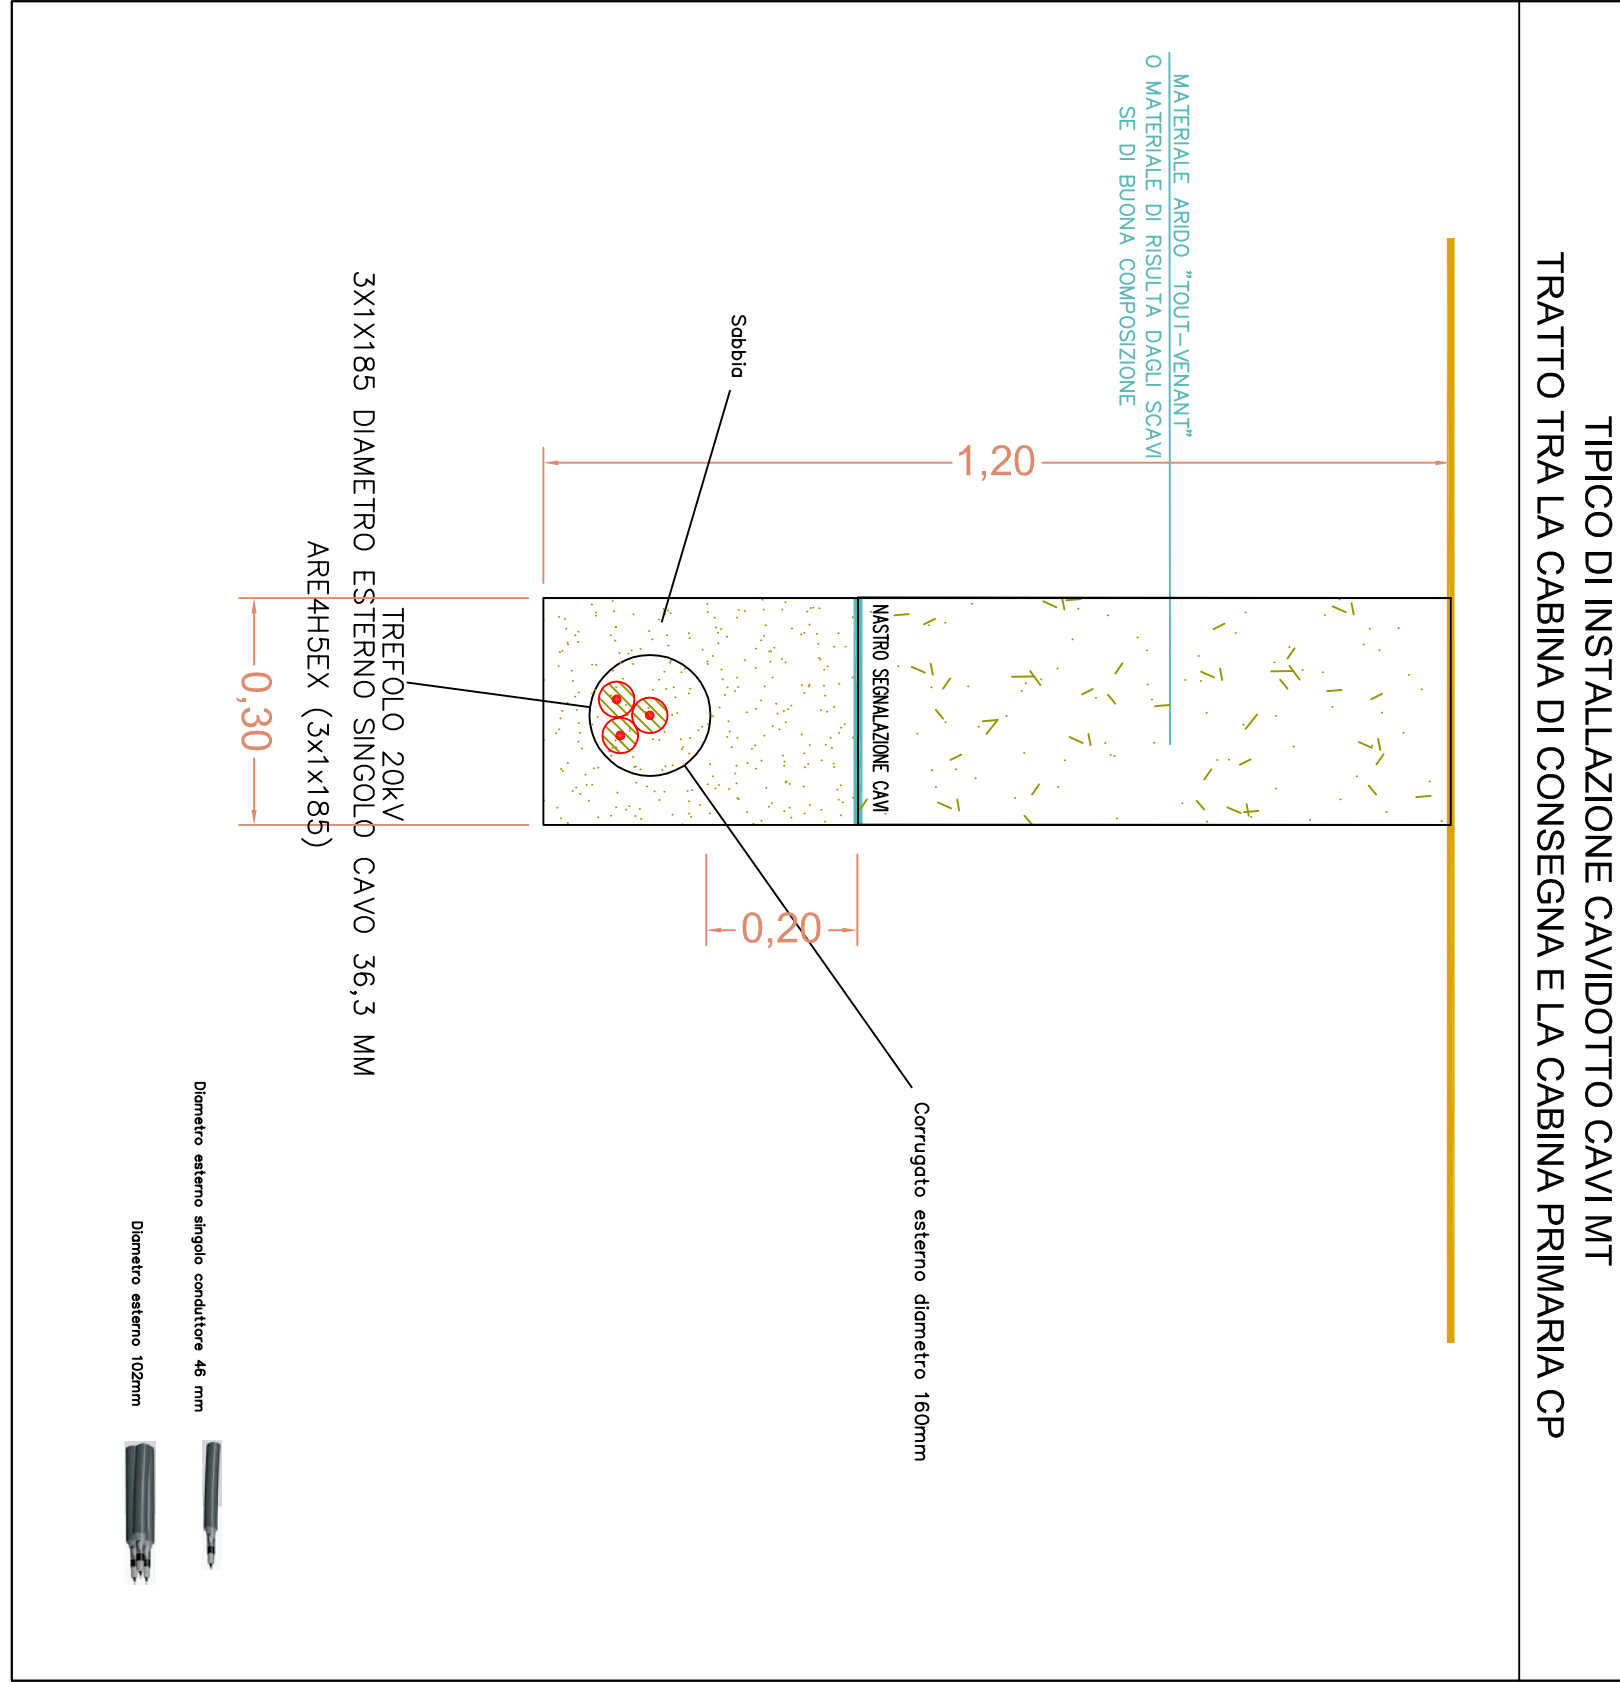 TIPICO DI INSTALLAZIONE CAVIDOTTO CAVI MT
TRATTO TRA LA CABINA DI CONSEGNA E LA CABINA PRIMARIA CP
MATERIALE ARIDO "TOUT-VENANT"
O MATERIALE DI RISULTA DAGLI SCAVI
SE DI BUONA COMPOSIZIONE
1,20
NASTRO SEGNALAZIONE CAVI
Corrugato esterno diametro 160mm
0,20
Sabbia
TREFOLO 20kV
3X1X185 DIAMETRO ESTERNO SINGOLO CAVO 36,3 MM
ARE4H5EX (3x1x185)
0,30
Diametro esterno singolo conduttore 46 mm
Diametro esterno 102mm